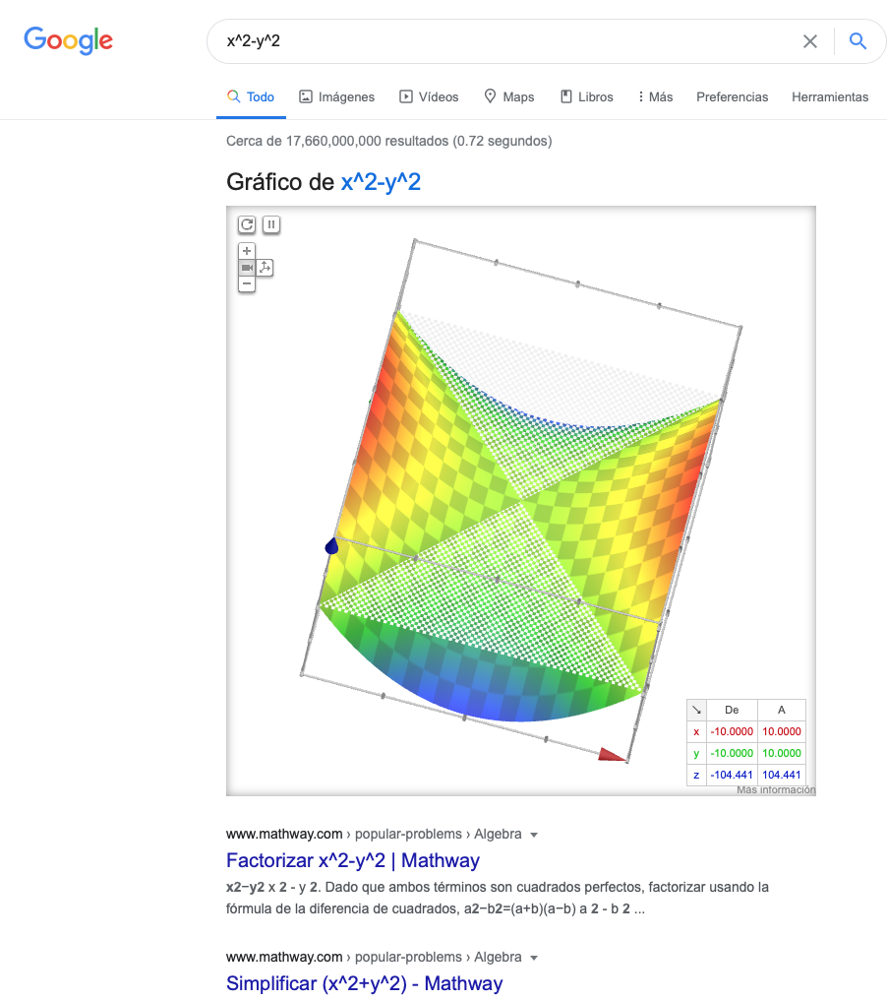 Google
x^2-y^2
Todo Imágenes Vídeos Maps Libros Más Preferencias Herramientas
Cerca de 17,660,000,000 resultados (0.72 segundos)
Gráfico de x^2-y^2
De A
x -10.0000 10.0000
y -10.0000 10.0000
z -104.441 104.441
Más información
www.mathway.com › popular-problems › Algebra
Factorizar x^2-y^2 | Mathway
x2−y2 x 2 - y 2. Dado que ambos términos son cuadrados perfectos, factorizar usando la
fórmula de la diferencia de cuadrados, a2−b2=(a+b)(a−b) a 2 - b 2 ...
www.mathway.com › popular-problems › Algebra
Simplificar (x^2+y^2) - Mathway